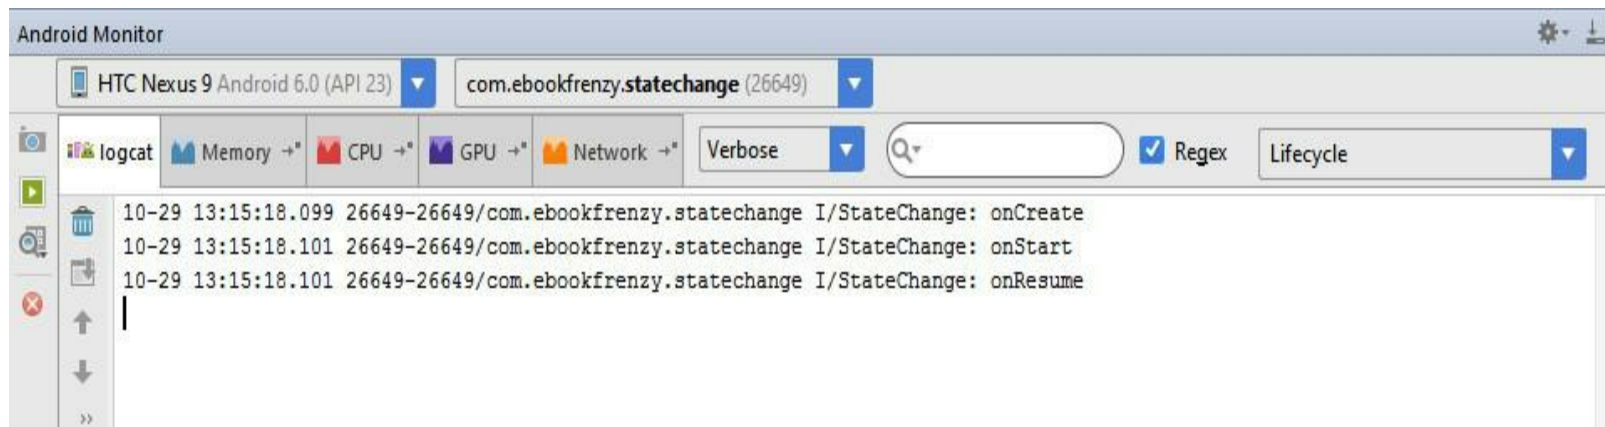 Android Monitor
HTC Nexus 9 Android 6.0 (API 23) com.ebookfrenzy.statechange (26649)
logcat Memory CPU GPU Network Verbose Regex Lifecycle
10-29 13:15:18.099 26649-26649/com.ebookfrenzy.statechange I/StateChange: onCreate
10-29 13:15:18.101 26649-26649/com.ebookfrenzy.statechange I/StateChange: onStart
10-29 13:15:18.101 26649-26649/com.ebookfrenzy.statechange I/StateChange: onResume